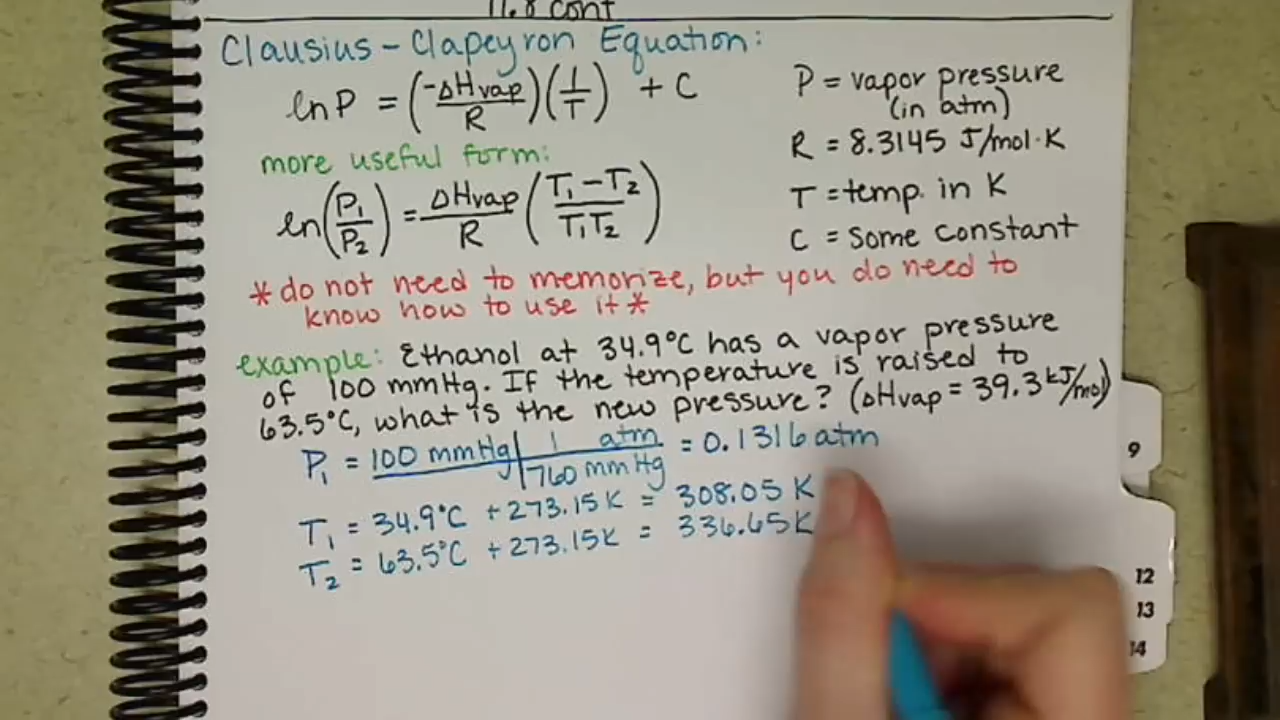 11.8 cont
Clausius-Clapeyron Equation:
lnP = (-ΔHvap/R)(1/T) + C
P = vapor pressure
(in atm)
R = 8.3145 J/mol·K
T = temp. in K
C = some constant
more useful form:
ln(P₁/P₂) = ΔHvap/R (T₁-T₂/T₁T₂)
*do not need to memorize, but you do need to
know how to use it*
example: Ethanol at 34.9°C has a vapor pressure
of 100 mmHg. If the temperature is raised to
63.5°C, what is the new pressure? (ΔHvap = 39.3 kJ/mol)
P₁ = 100 mmHg | 1 atm / 760 mmHg = 0.1316 atm
T₁ = 34.9°C + 273.15K = 308.05 K
T₂ = 63.5°C + 273.15K = 336.65K
9
12
13
14